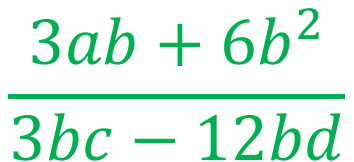 3ab + 6b²
3bc − 12bd